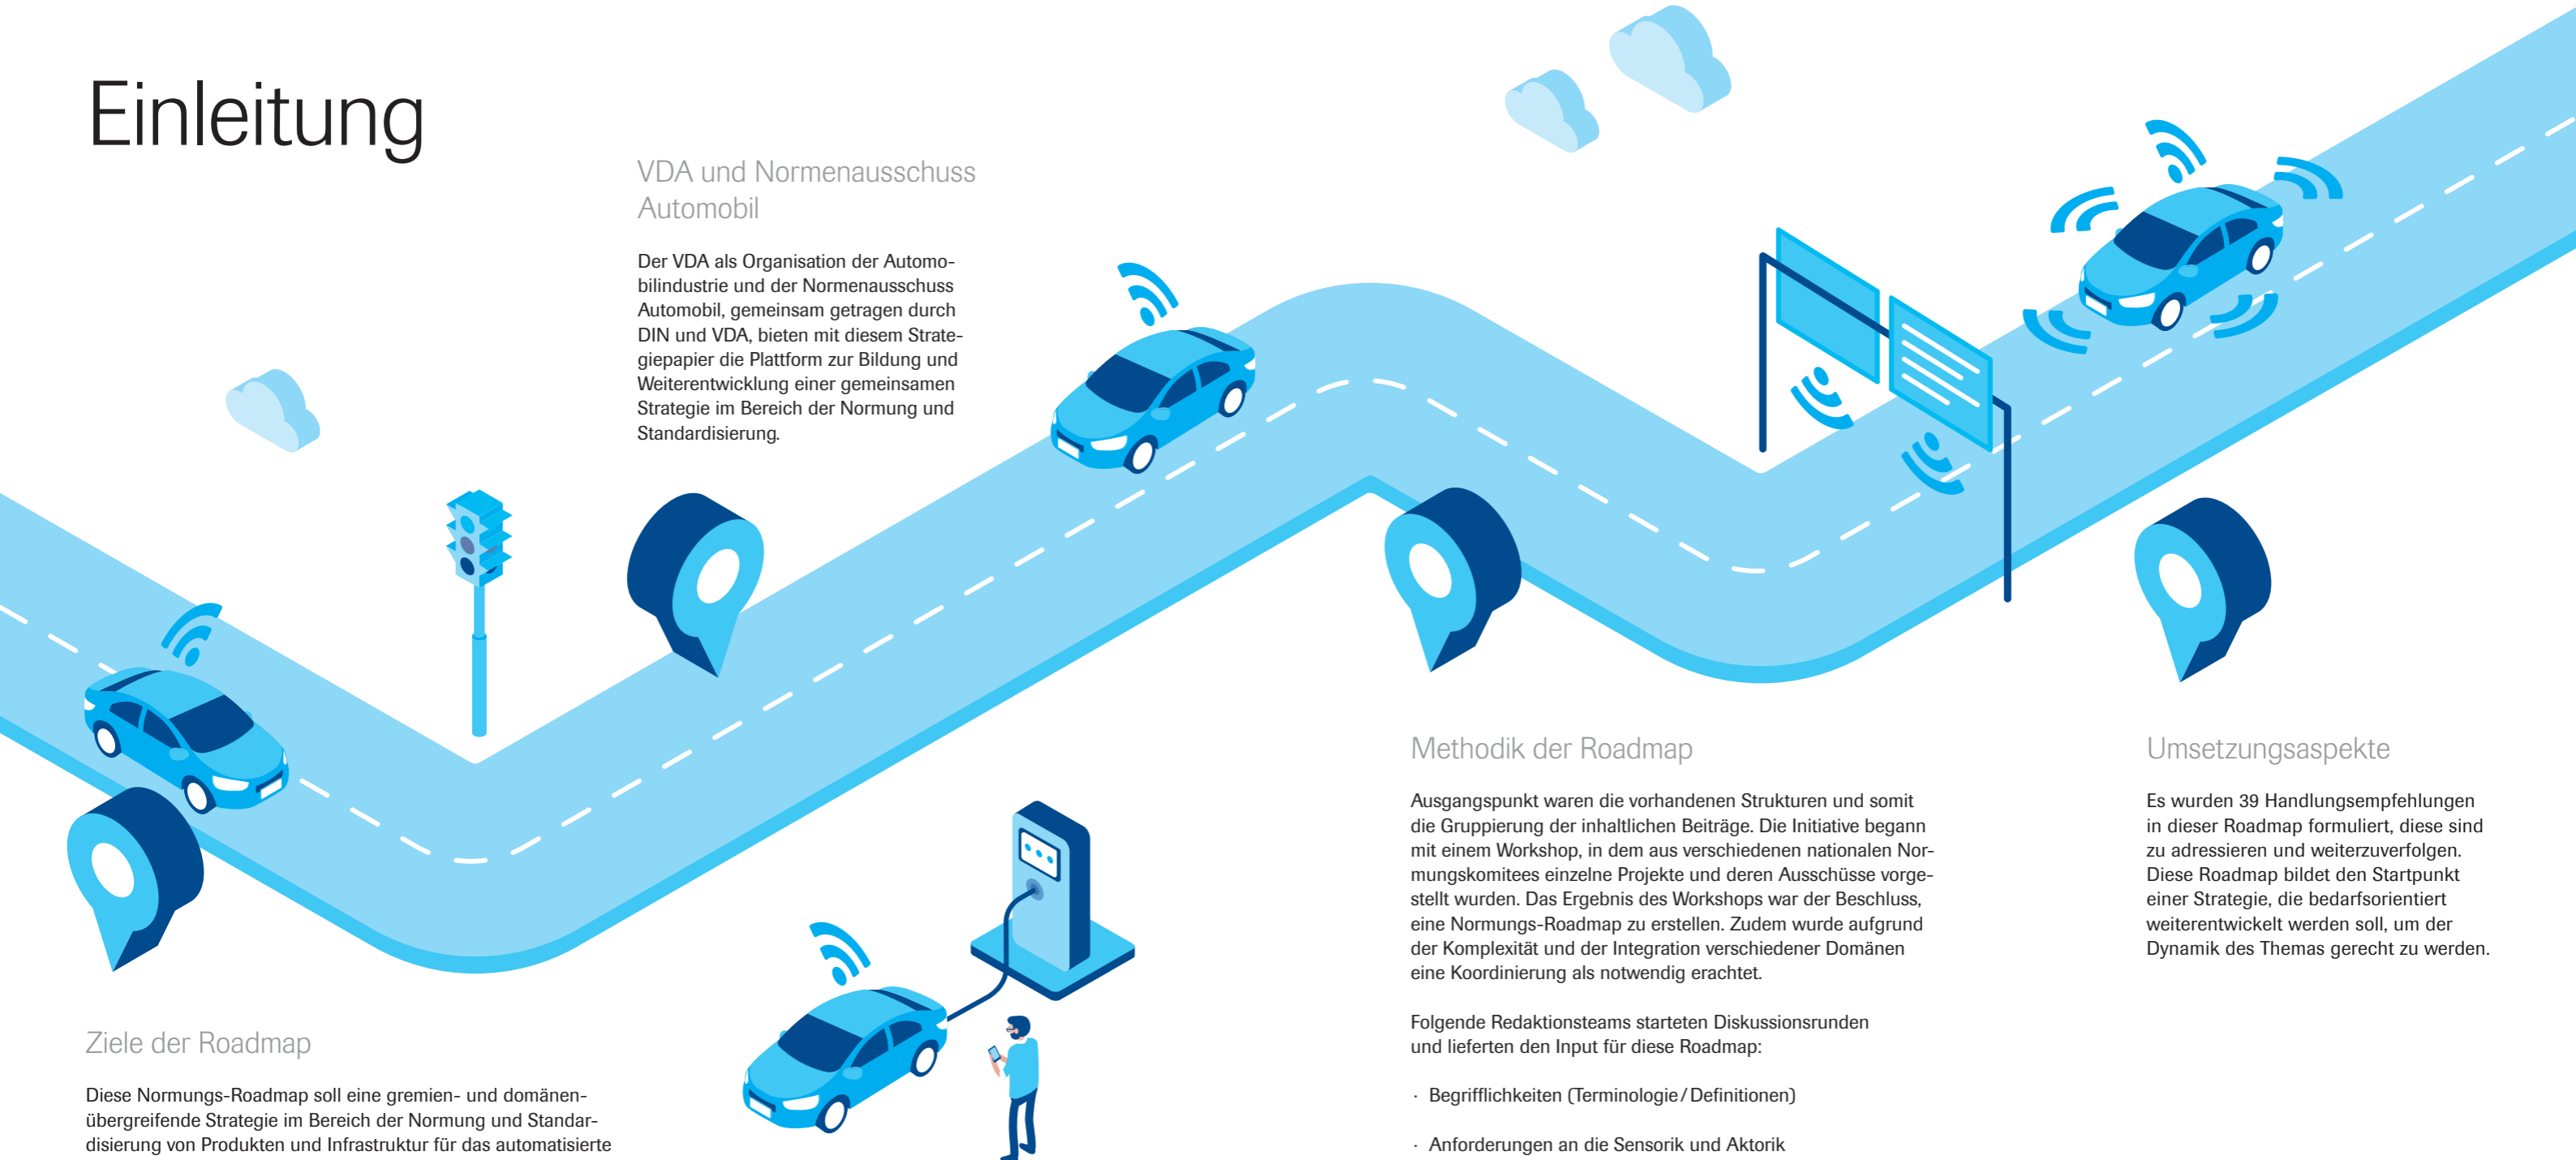 Einleitung
VDA und Normenausschuss
Automobil
Der VDA als Organisation der Automo-
bilindustrie und der Normenausschuss
Automobil, gemeinsam getragen durch
DIN und VDA, bieten mit diesem Strate-
giepapier die Plattform zur Bildung und
Weiterentwicklung einer gemeinsamen
Strategie im Bereich der Normung und
Standardisierung.
Ziele der Roadmap
Diese Normungs-Roadmap soll eine gremien- und domänen-
übergreifende Strategie im Bereich der Normung und Standar-
disierung von Produkten und Infrastruktur für das automatisierte
Methodik der Roadmap
Ausgangspunkt waren die vorhandenen Strukturen und somit
die Gruppierung der inhaltlichen Beiträge. Die Initiative begann
mit einem Workshop, in dem aus verschiedenen nationalen Nor-
mungskomitees einzelne Projekte und deren Ausschüsse vorge-
stellt wurden. Das Ergebnis des Workshops war der Beschluss,
eine Normungs-Roadmap zu erstellen. Zudem wurde aufgrund
der Komplexität und der Integration verschiedener Domänen
eine Koordinierung als notwendig erachtet.
Folgende Redaktionsteams starteten Diskussionsrunden
und lieferten den Input für diese Roadmap:
· Begrifflichkeiten (Terminologie/Definitionen)
· Anforderungen an die Sensorik und Aktorik
Umsetzungsaspekte
Es wurden 39 Handlungsempfehlungen
in dieser Roadmap formuliert, diese sind
zu adressieren und weiterzuverfolgen.
Diese Roadmap bildet den Startpunkt
einer Strategie, die bedarfsorientiert
weiterentwickelt werden soll, um der
Dynamik des Themas gerecht zu werden.